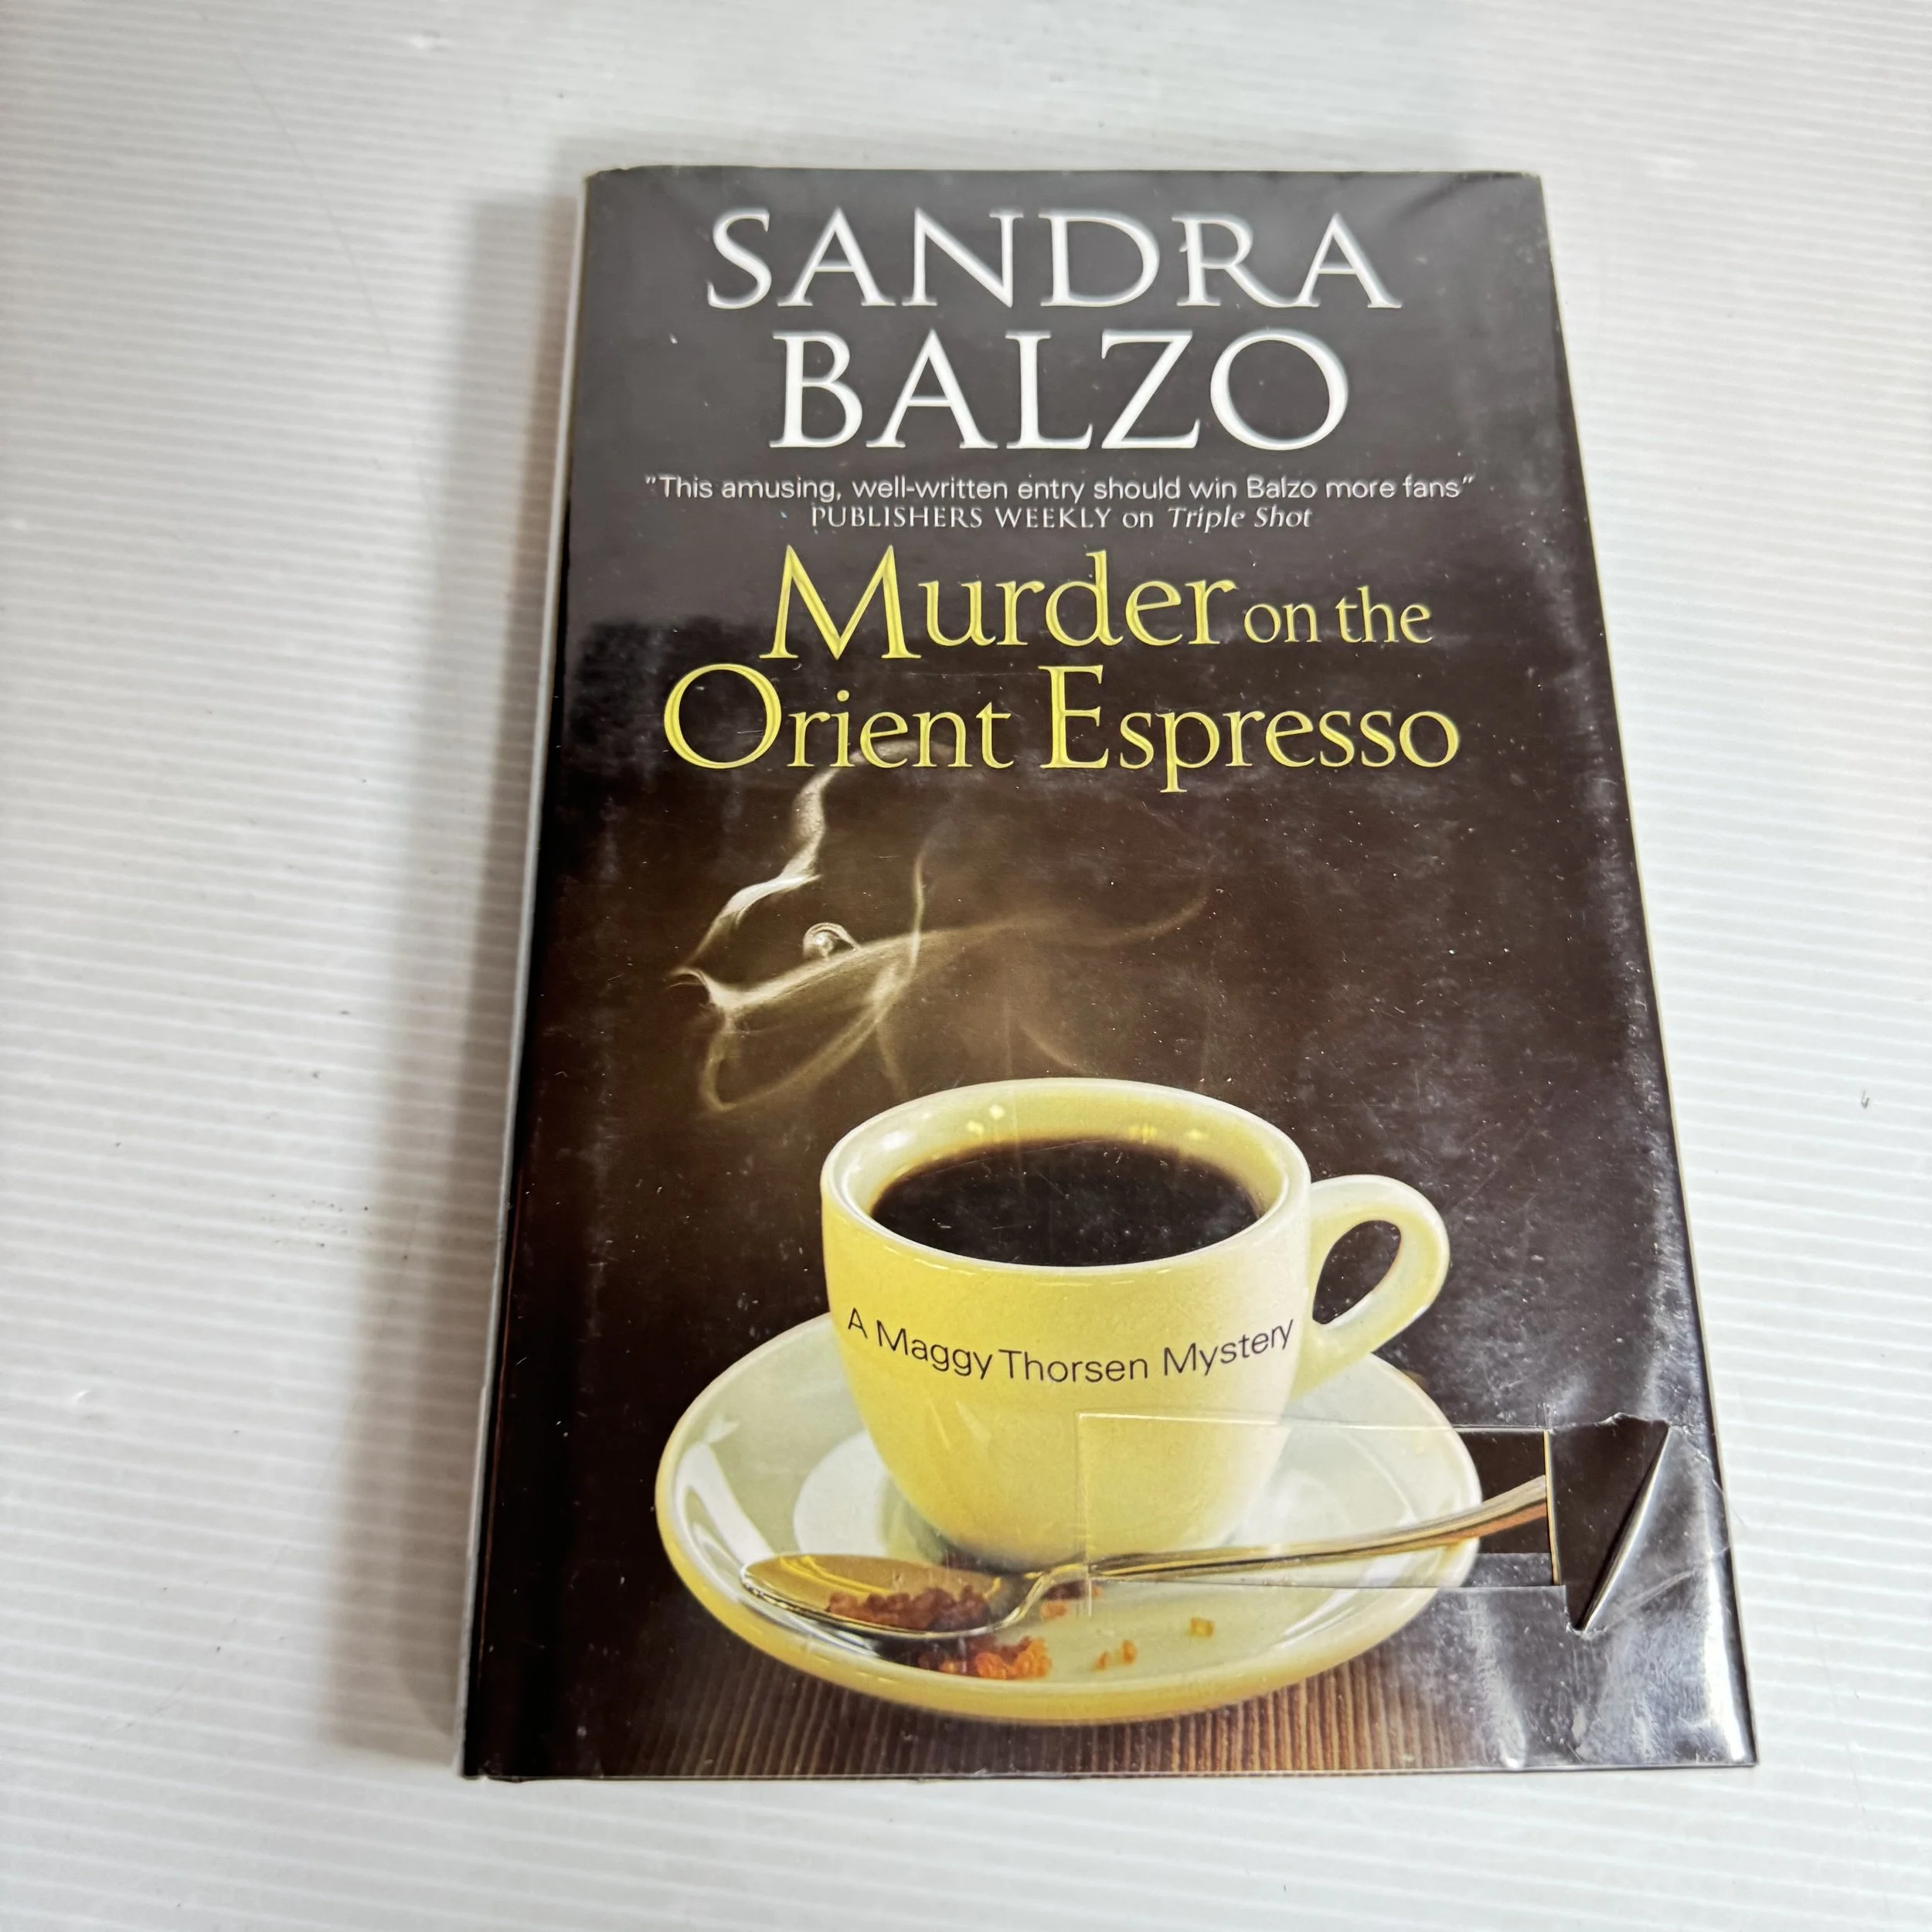 SANDRA
BALZO
"This amusing, well-written entry should win Balzo more fans"
PUBLISHERS WEEKLY on Triple Shot
Murder on the
Orient Espresso
A Maggy Thorsen Mystery